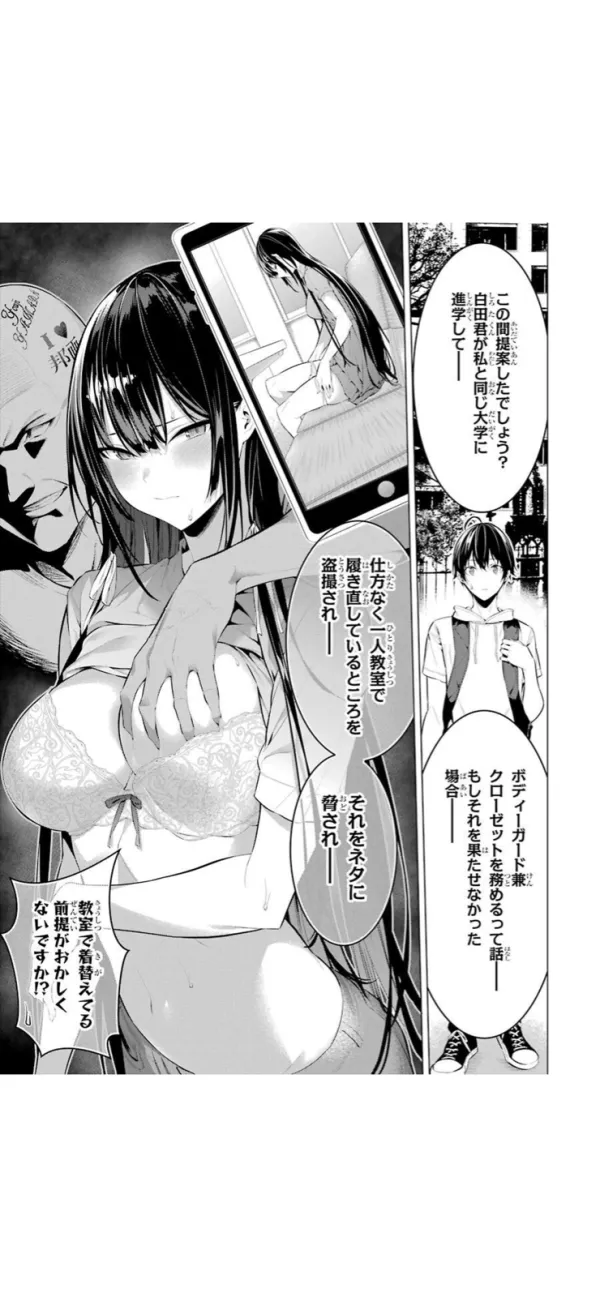 この間提案したでしょう？
白田君が私と同じ大学に
進学して──
ボディーガード兼
クローゼットを務めるって話──
もしそれを果たせなかった
場合──
仕方なく一人教室で
履き直しているところを
盗撮され──
それをネタに
脅され──
教室で着替えてる
前提がおかしく
ないですか!?
I ♥
邦画